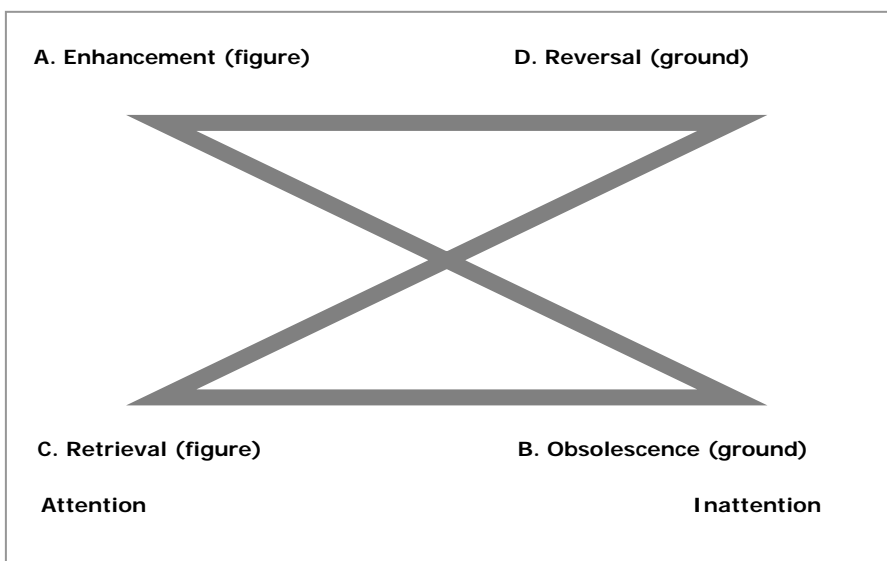 A. Enhancement (figure)
D. Reversal (ground)
C. Retrieval (figure)
B. Obsolescence (ground)
Attention
Inattention